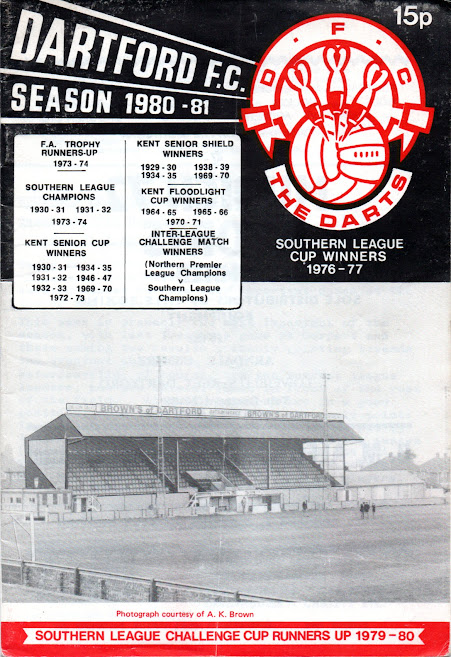 15p
DARTFORD F.C.
SEASON 1980-81
D.F.C
THE DARTS
SOUTHERN LEAGUE
CUP WINNERS
1976-77
F.A. TROPHY
RUNNERS-UP
1973-74
SOUTHERN LEAGUE
CHAMPIONS
1930-31 1931-32
1973-74
KENT SENIOR CUP
WINNERS
1930-31 1934-35
1931-32 1946-47
1932-33 1969-70
1972-73
KENT SENIOR SHIELD
WINNERS
1929-30 1938-39
1934-35 1969-70
KENT FLOODLIGHT
CUP WINNERS
1964-65 1965-66
1970-71
INTER-LEAGUE
CHALLENGE MATCH
WINNERS
(Northern Premier
League Champions
v
Southern League
Champions)
BROWN'S of DARTFORD BROWN'S of DARTFORD
Photograph courtesy of A. K. Brown
SOUTHERN LEAGUE CHALLENGE CUP RUNNERS UP 1979-80